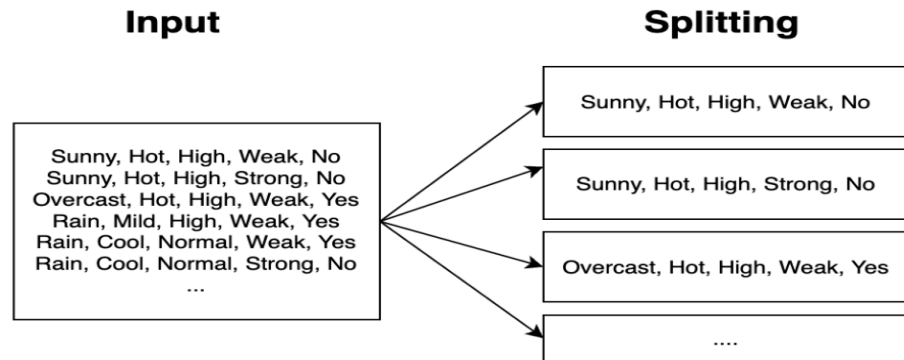 Input
Splitting
Sunny, Hot, High, Weak, No
Sunny, Hot, High, Strong, No
Overcast, Hot, High, Weak, Yes
Rain, Mild, High, Weak, Yes
Rain, Cool, Normal, Weak, Yes
Rain, Cool, Normal, Strong, No
...
Sunny, Hot, High, Weak, No
Sunny, Hot, High, Strong, No
Overcast, Hot, High, Weak, Yes
....